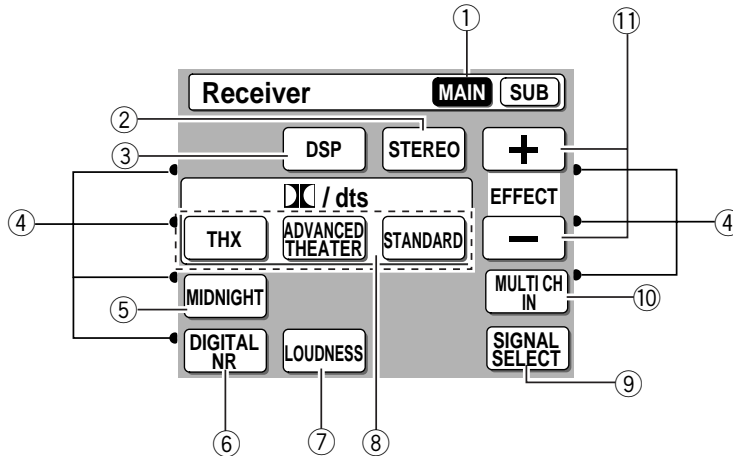 ① ⑪
Receiver MAIN SUB
②
③ DSP STEREO +
/ dts EFFECT
④ ④
THX ADVANCED THEATER STANDARD −
⑤ MIDNIGHT MULTI CH IN ⑩
DIGITAL NR LOUDNESS SIGNAL SELECT
⑨
⑥ ⑦ ⑧